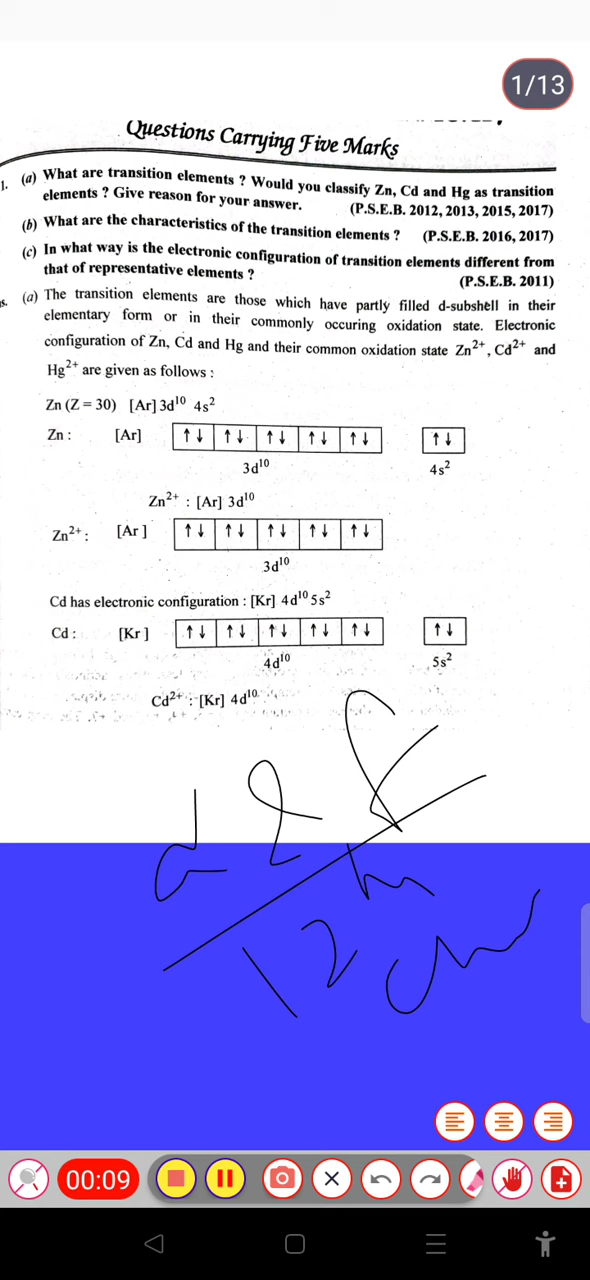 1/13
Questions Carrying Five Marks
1. (a) What are transition elements ? Would you classify Zn, Cd and Hg as transition
elements ? Give reason for your answer. (P.S.E.B. 2012, 2013, 2015, 2017)
(b) What are the characteristics of the transition elements ? (P.S.E.B. 2016, 2017)
(c) In what way is the electronic configuration of transition elements different from
that of representative elements ? (P.S.E.B. 2011)
(a) The transition elements are those which have partly filled d-subshell in their
elementary form or in their commonly occuring oxidation state. Electronic
configuration of Zn, Cd and Hg and their common oxidation state Zn²⁺, Cd²⁺ and
Hg²⁺ are given as follows :
Zn (Z = 30) [Ar] 3d¹⁰ 4s²
Zn : [Ar] ↑↓ ↑↓ ↑↓ ↑↓ ↑↓ ↑↓
3d¹⁰ 4s²
Zn²⁺ : [Ar] 3d¹⁰
Zn²⁺ : [Ar] ↑↓ ↑↓ ↑↓ ↑↓ ↑↓
3d¹⁰
Cd has electronic configuration : [Kr] 4d¹⁰ 5s²
Cd : [Kr] ↑↓ ↑↓ ↑↓ ↑↓ ↑↓ ↑↓
4d¹⁰ 5s²
Cd²⁺ : [Kr] 4d¹⁰
d & f
12
00:09